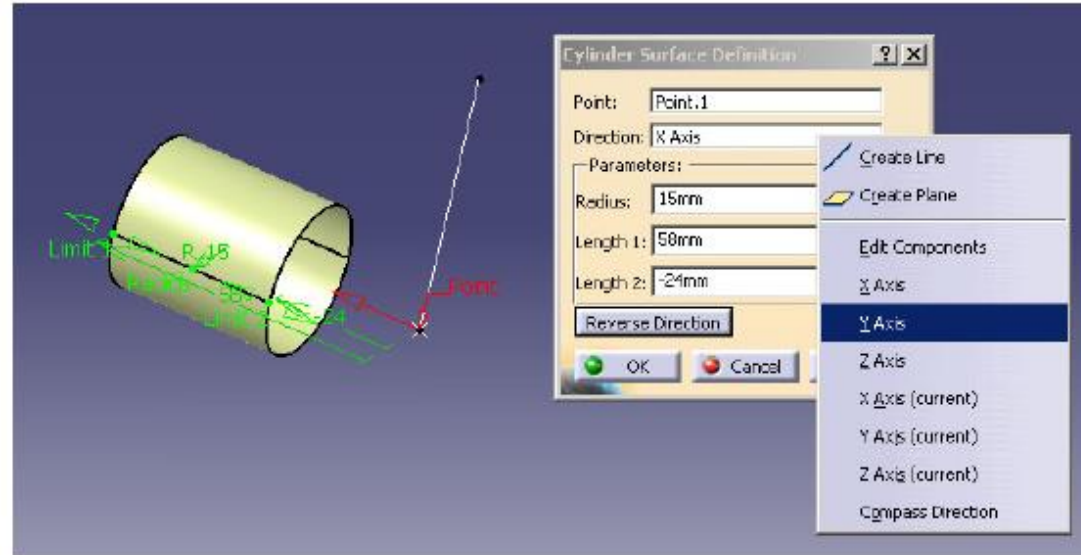 Cylinder Surface Definition
Point: Point.1
Direction: X Axis
Parameters:
Radius: 15mm
Length 1: 58mm
Length 2: -24mm
Reverse Direction
OK Cancel
Create Line
Create Plane
Edit Components
X Axis
Y Axis
Z Axis
X Axis (current)
Y Axis (current)
Z Axis (current)
Compass Direction
R 15
Point